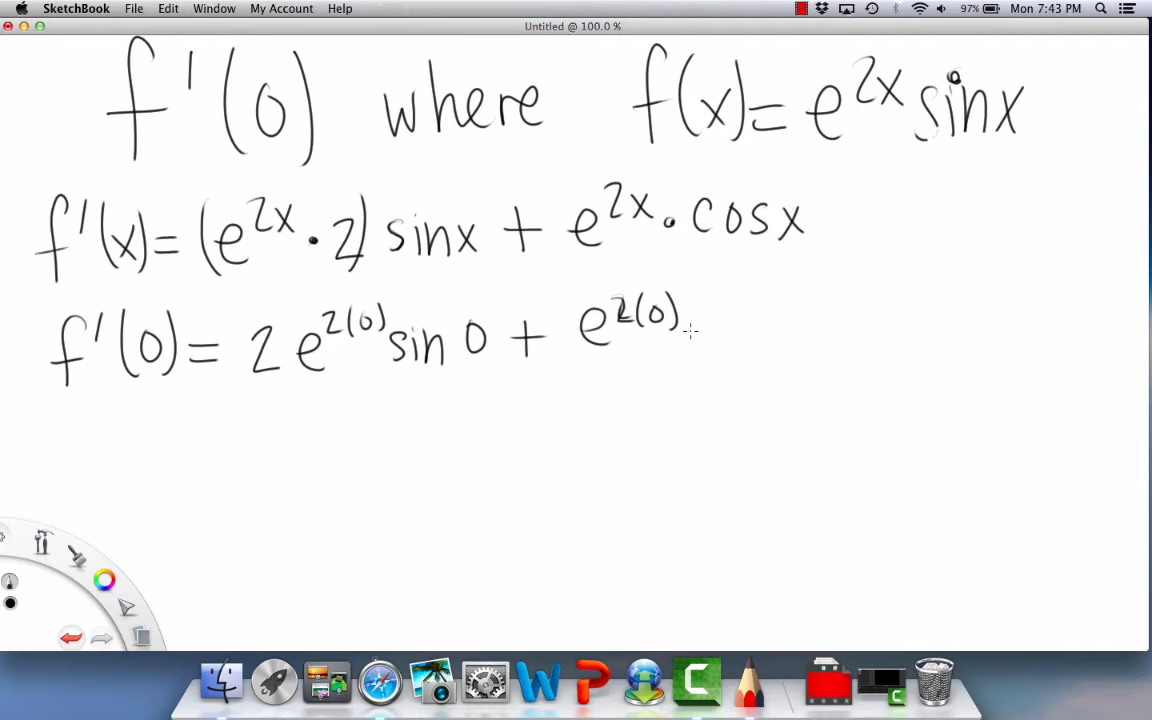 SketchBook File Edit Window My Account Help 97% Mon 7:43 PM
Untitled @ 100.0 %
f'(0) where f(x)= e^{2x} sinx
f'(x)= (e^{2x} · 2) sinx + e^{2x} · cosx
f'(0)= 2e^{2(0)} sin 0 + e^{2(0)}